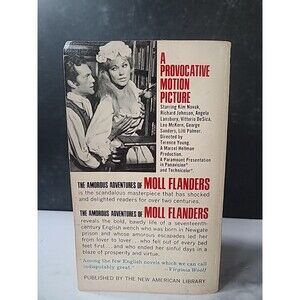 A
PROVOCATIVE
MOTION
PICTURE
Starring Kim Novak,
Richard Johnson, Angela
Lansbury, Vittorio DeSica,
Leo McKern, George
Sanders, Lilli Palmer.
Directed by
Terence Young.
A Marcel Hellman
Production.
A Paramount Presentation
in Panavision®
and Technicolor®.
THE AMOROUS ADVENTURES OF MOLL FLANDERS
is the scandalous masterpiece that has shocked
and delighted readers for over two centuries.
THE AMOROUS ADVENTURES OF MOLL FLANDERS
reveals the bold, bawdy life of a seventeenth-
century English wench who was born in Newgate
prison and whose amorous escapades led her
from lover to lover ... who fell out of every bed
feet first ... and who ended her sinful days in a
blaze of prosperity and virtue.
"Among the few English novels which we can call
indisputably great." —Virginia Woolf
PUBLISHED BY THE NEW AMERICAN LIBRARY